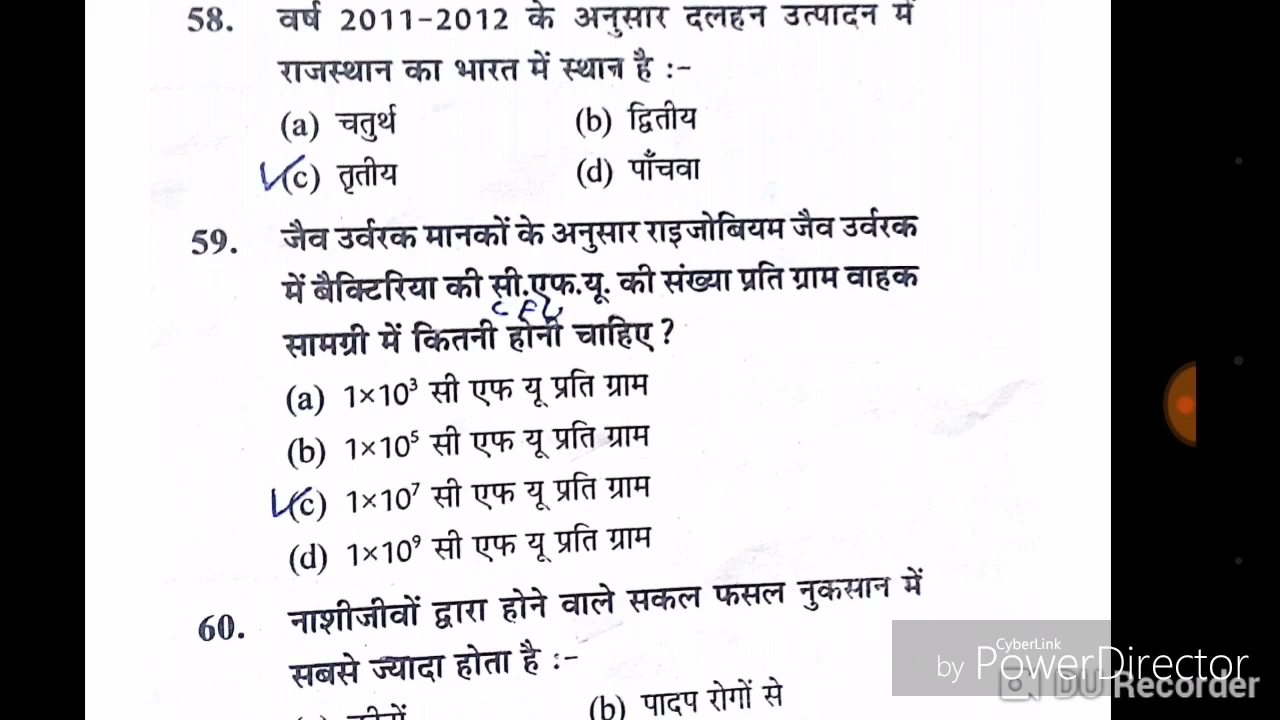 58. वर्ष 2011-2012 के अनुसार दलहन उत्पादन में
राजस्थान का भारत में स्थान है :-
(a) चतुर्थ (b) द्वितीय
(c) तृतीय (d) पाँचवा
59. जैव उर्वरक मानकों के अनुसार राइजोबियम जैव उर्वरक
में बैक्टिरिया की सी.एफ.यू. की संख्या प्रति ग्राम वाहक
CFU
सामग्री में कितनी होनी चाहिए ?
(a) 1×10³ सी एफ यू प्रति ग्राम
(b) 1×10⁵ सी एफ यू प्रति ग्राम
(c) 1×10⁷ सी एफ यू प्रति ग्राम
(d) 1×10⁹ सी एफ यू प्रति ग्राम
60. नाशीजीवों द्वारा होने वाले सकल फसल नुकसान में
सबसे ज्यादा होता है :-
(b) पादप रोगों से
CyberLink
by PowerDirector
DU Recorder